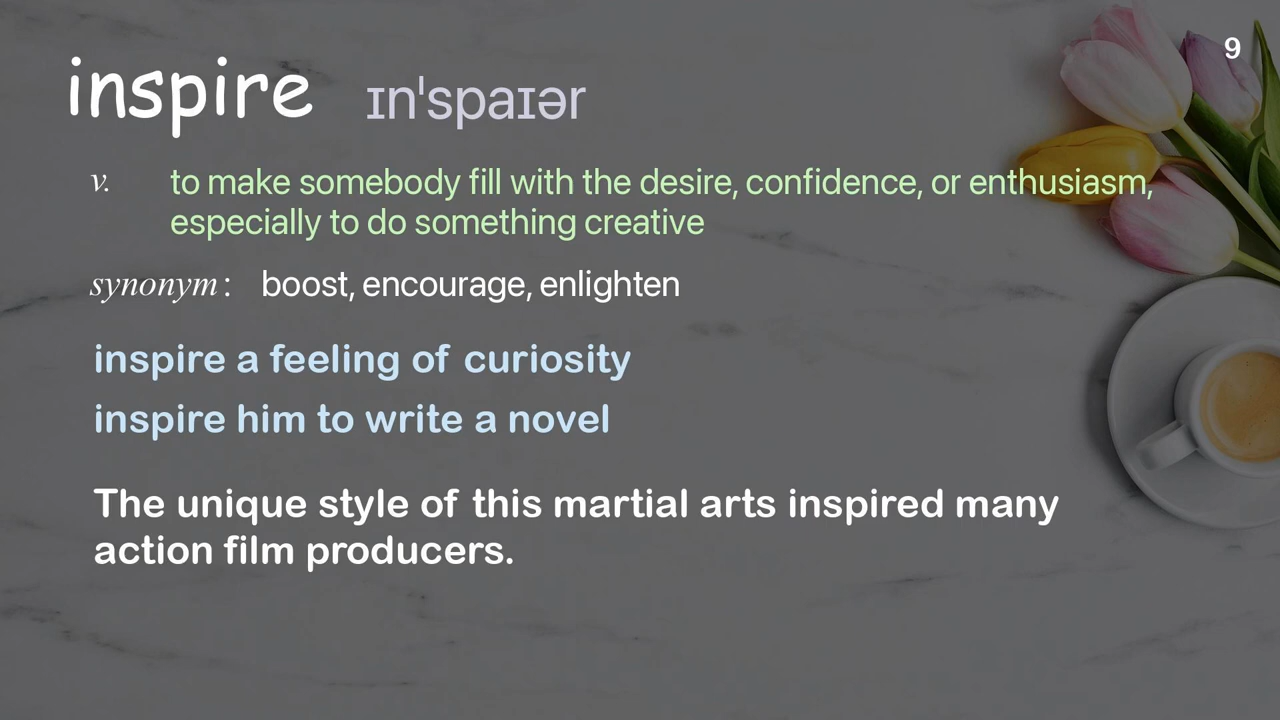 9
inspire ɪnˈspaɪər
v. to make somebody fill with the desire, confidence, or enthusiasm,
especially to do something creative
synonym: boost, encourage, enlighten
inspire a feeling of curiosity
inspire him to write a novel
The unique style of this martial arts inspired many
action film producers.